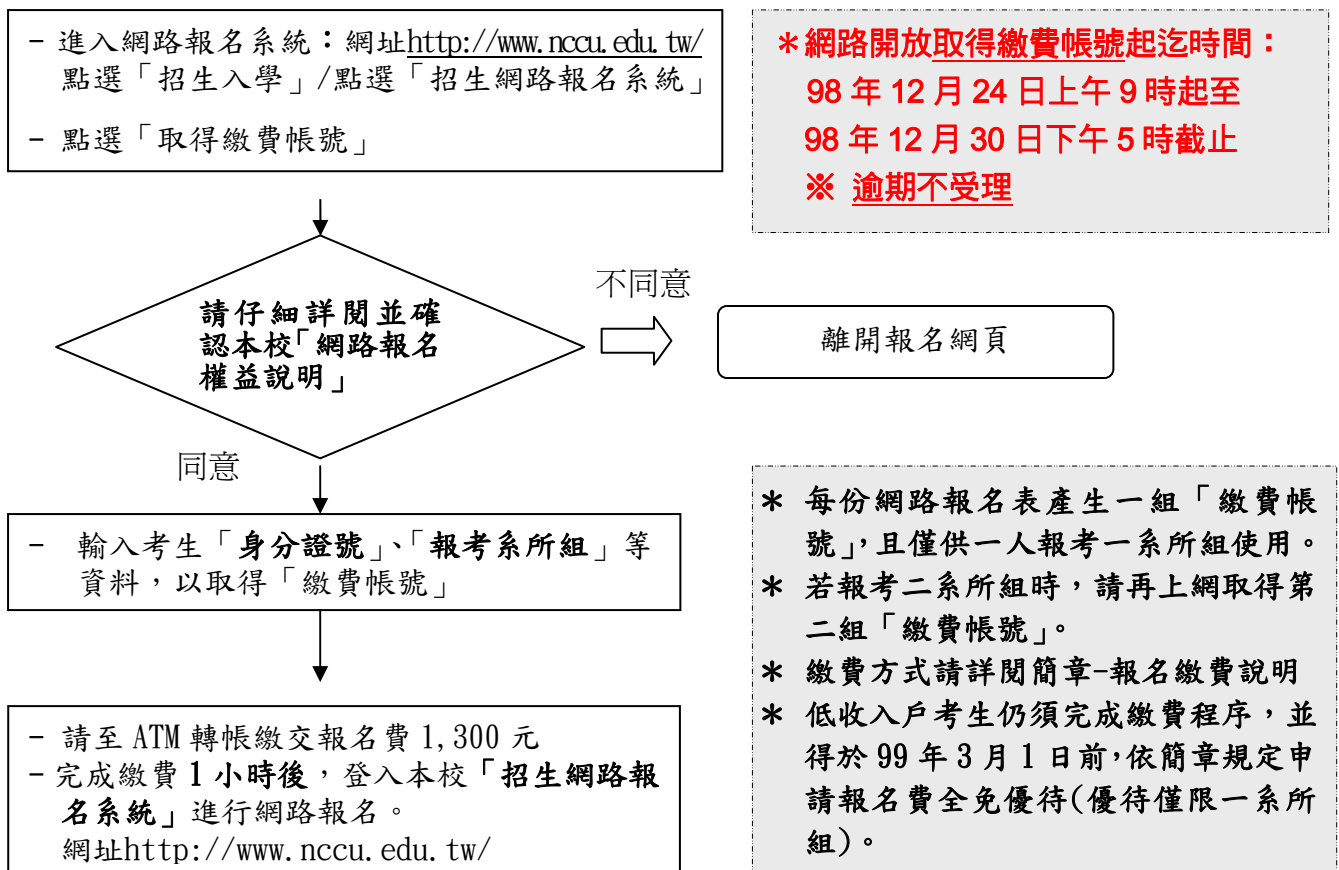 - 進入網路報名系統：網址http://www.nccu.edu.tw/
點選「招生入學」/點選「招生網路報名系統」
- 點選「取得繳費帳號」
＊網路開放取得繳費帳號起迄時間：
98 年 12 月 24 日上午 9 時起至
98 年 12 月 30 日下午 5 時截止
※ 逾期不受理
請仔細詳閱並確
認本校「網路報名
權益說明」
不同意
離開報名網頁
同意
- 輸入考生「身分證號」、「報考系所組」等
資料，以取得「繳費帳號」
- 請至 ATM 轉帳繳交報名費 1,300 元
- 完成繳費 1 小時後，登入本校「招生網路報
名系統」進行網路報名。
網址http://www.nccu.edu.tw/
＊ 每份網路報名表產生一組「繳費帳
號」，且僅供一人報考一系所組使用。
＊ 若報考二系所組時，請再上網取得第
二組「繳費帳號」。
＊ 繳費方式請詳閱簡章-報名繳費說明
＊ 低收入戶考生仍須完成繳費程序，並
得於 99 年 3 月 1 日前，依簡章規定申
請報名費全免優待(優待僅限一系所
組)。